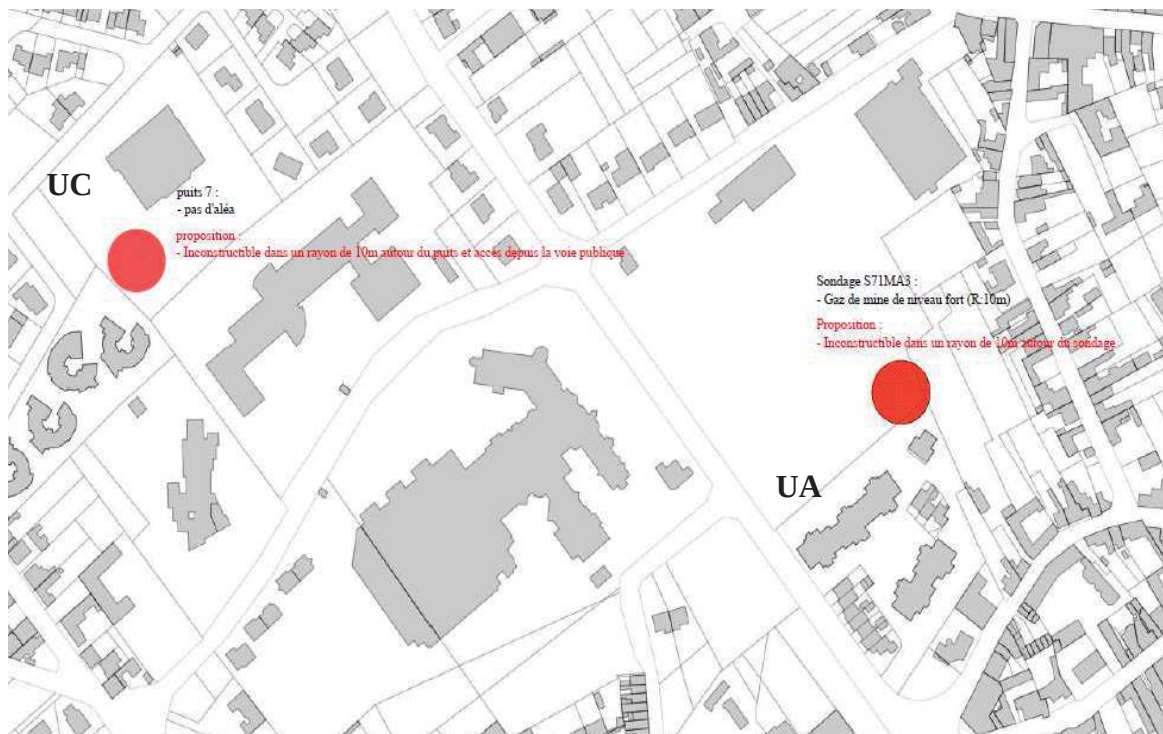 UC
puits 7 :
- pas d'aléa
proposition :
- Inconstructible dans un rayon de 10m autour du puits et accès depuis la voie publique
Sondage S71MA3 :
- Gaz de mine de niveau fort (R:10m)
Proposition :
- Inconstructible dans un rayon de 10m autour du sondage
UA